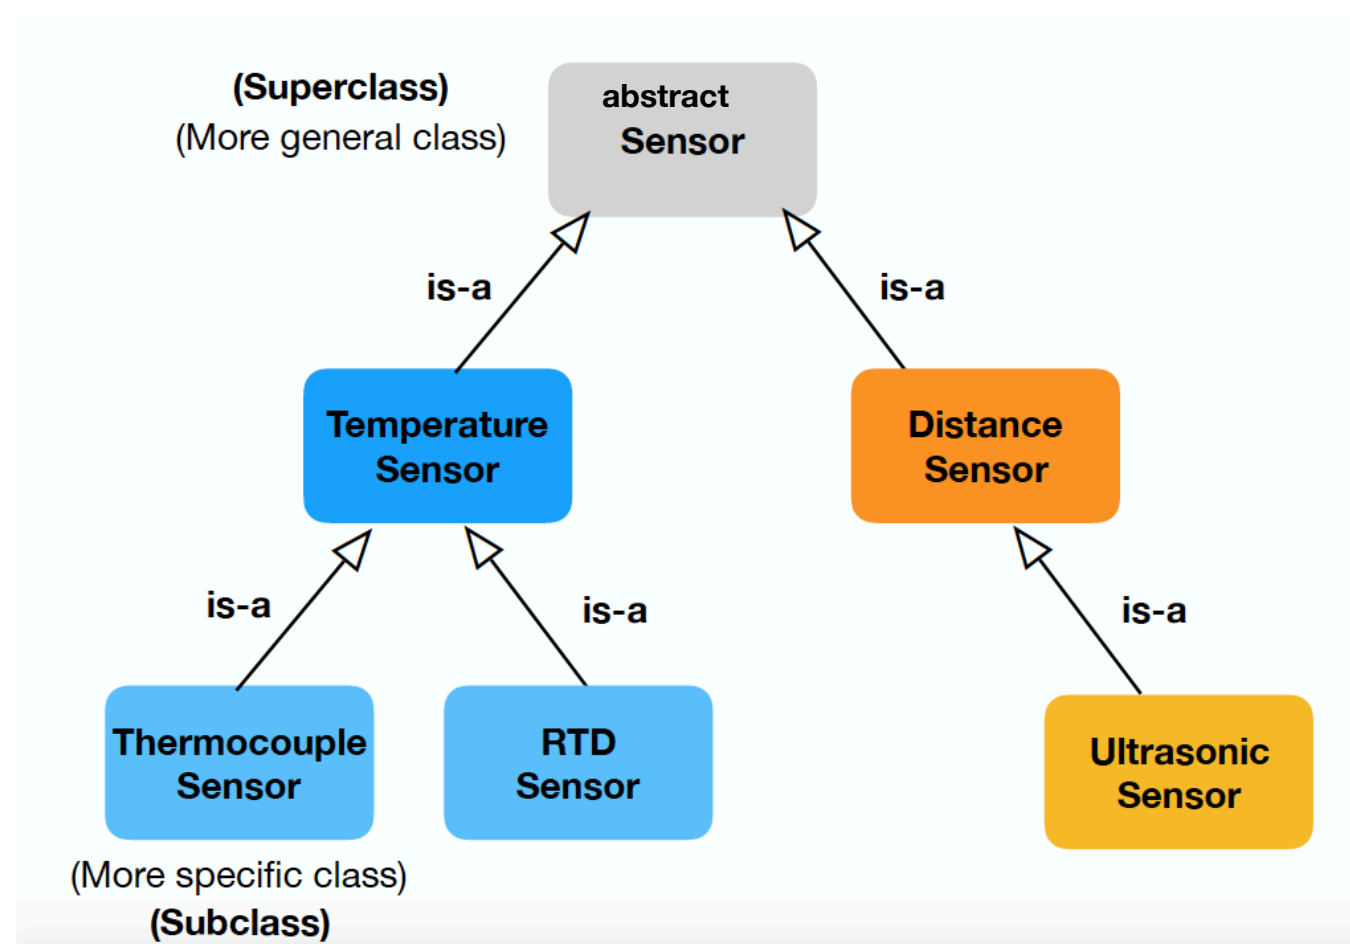 (Superclass)
(More general class)
abstract
Sensor
is-a
is-a
Temperature
Sensor
Distance
Sensor
is-a
is-a
is-a
Thermocouple
Sensor
RTD
Sensor
Ultrasonic
Sensor
(More specific class)
(Subclass)